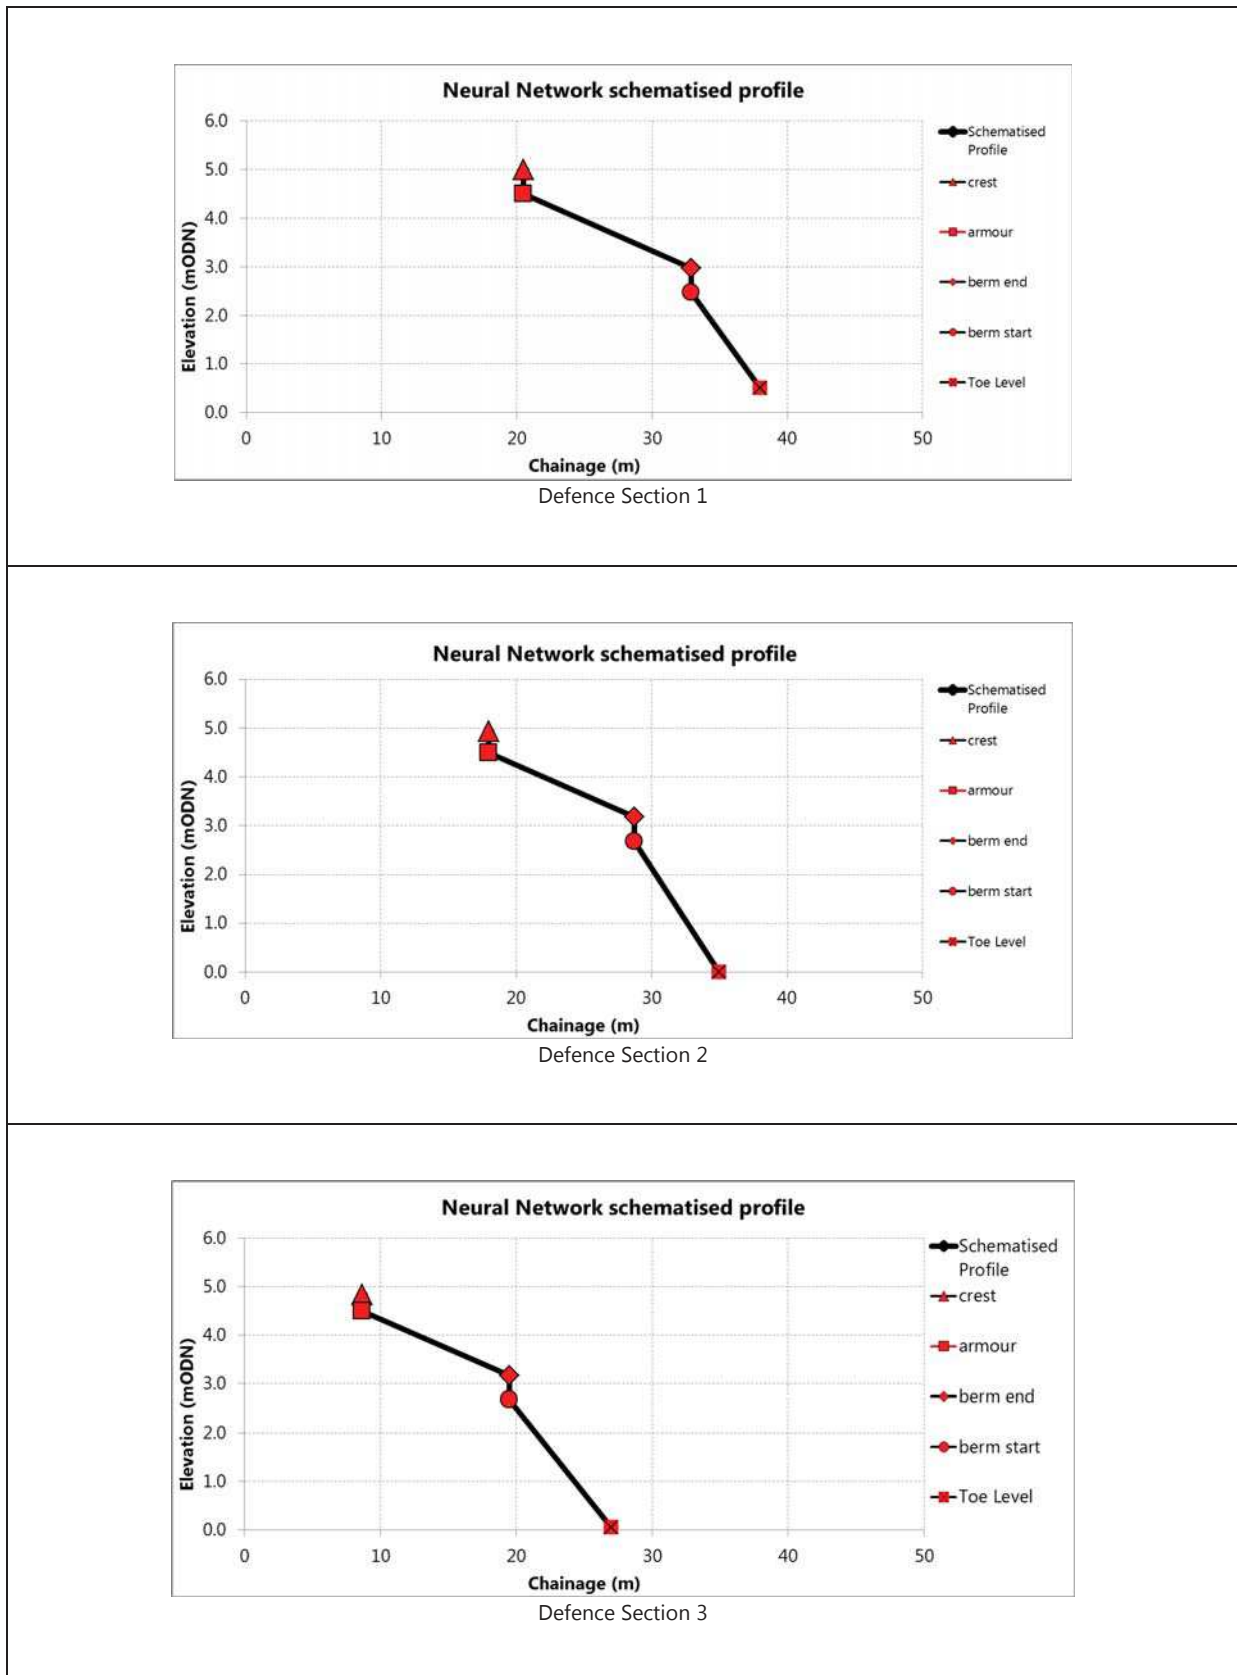 Neural Network schematised profile
6.0
5.0
4.0
3.0
2.0
1.0
0.0
Elevation (mODN)
0 10 20 30 40 50
Chainage (m)
Schematised
Profile
crest
armour
berm end
berm start
Toe Level
Defence Section 1
Neural Network schematised profile
6.0
5.0
4.0
3.0
2.0
1.0
0.0
Elevation (mODN)
0 10 20 30 40 50
Chainage (m)
Schematised
Profile
crest
armour
berm end
berm start
Toe Level
Defence Section 2
Neural Network schematised profile
6.0
5.0
4.0
3.0
2.0
1.0
0.0
Elevation (mODN)
0 10 20 30 40 50
Chainage (m)
Schematised
Profile
crest
armour
berm end
berm start
Toe Level
Defence Section 3